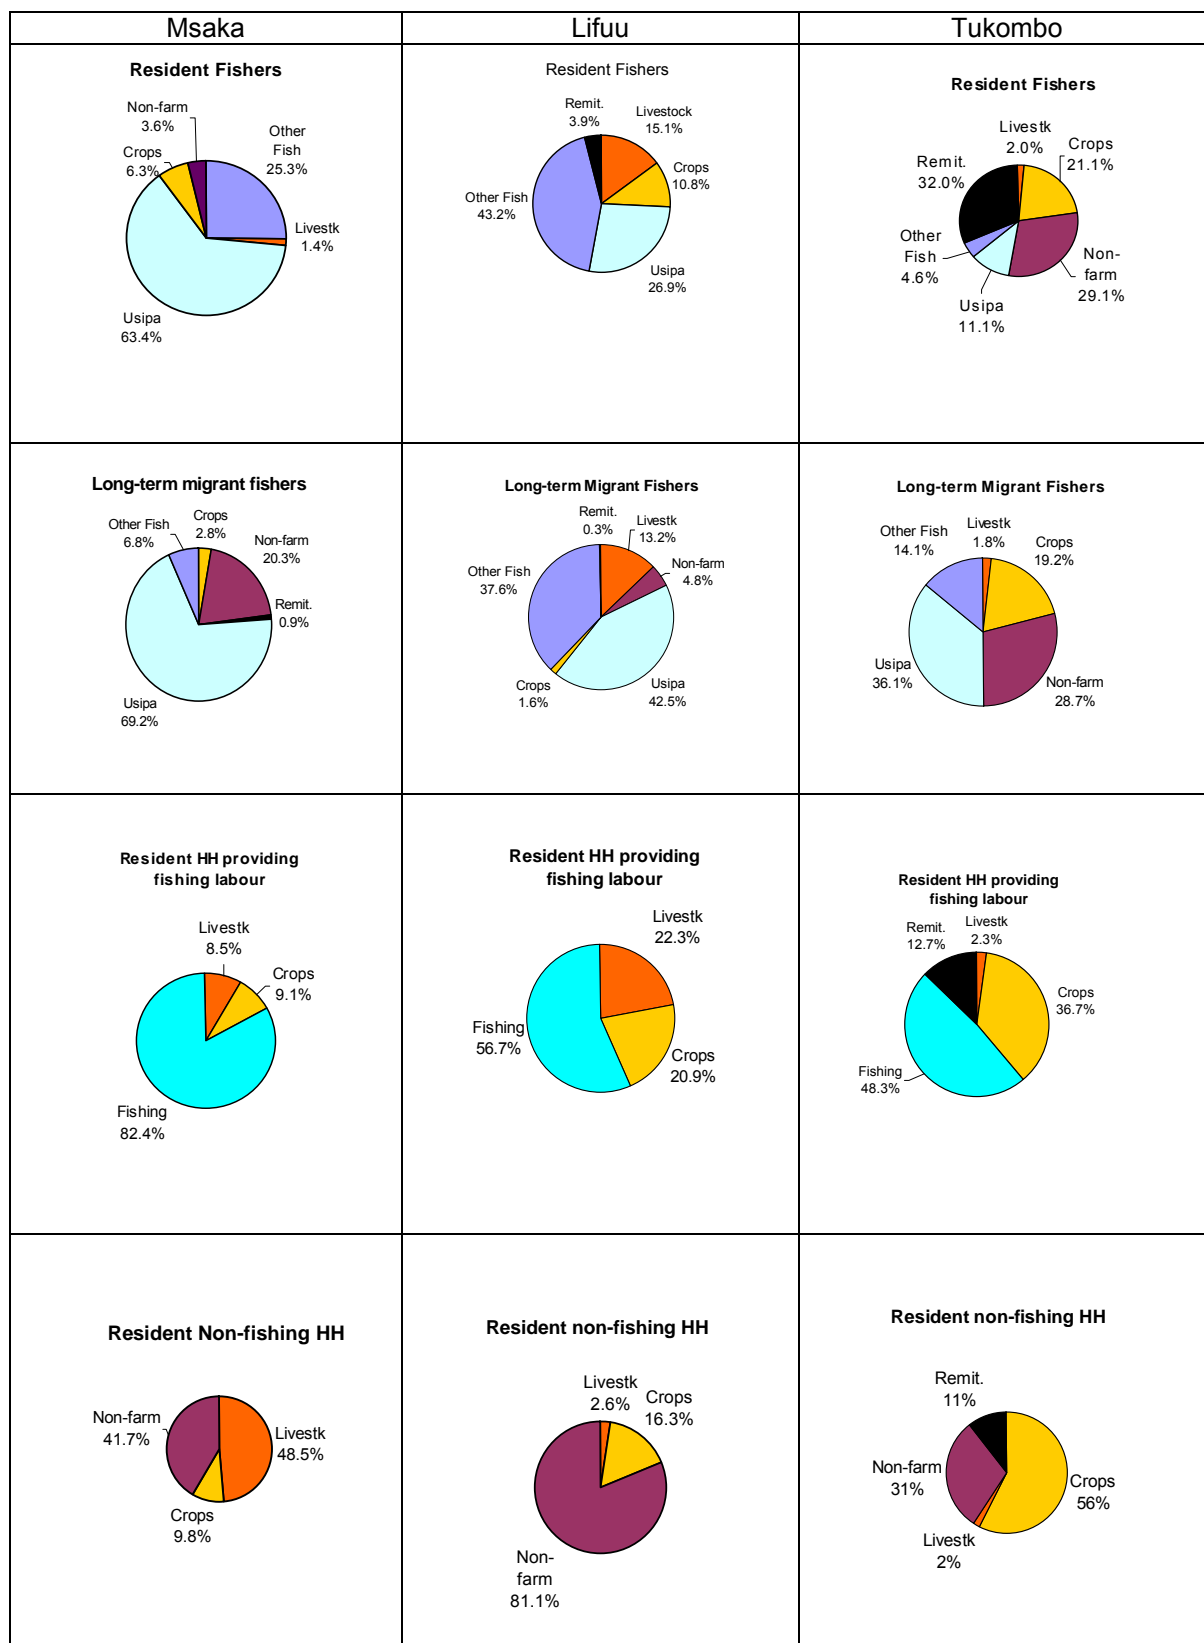 Msaka
Lifuu
Tukombo
Resident Fishers
Non-farm
3.6%
Other
Fish
25.3%
Crops
6.3%
Livestk
1.4%
Usipa
63.4%
Resident Fishers
Remit.
3.9%
Livestock
15.1%
Crops
10.8%
Other Fish
43.2%
Usipa
26.9%
Resident Fishers
Livestk
2.0%
Crops
21.1%
Remit.
32.0%
Other
Fish
4.6%
Non-
farm
29.1%
Usipa
11.1%
Long-term migrant fishers
Other Fish
6.8%
Crops
2.8%
Non-farm
20.3%
Remit.
0.9%
Usipa
69.2%
Long-term Migrant Fishers
Remit.
0.3%
Livestk
13.2%
Non-farm
4.8%
Other Fish
37.6%
Crops
1.6%
Usipa
42.5%
Long-term Migrant Fishers
Other Fish
14.1%
Livestk
1.8%
Crops
19.2%
Usipa
36.1%
Non-farm
28.7%
Resident HH providing
fishing labour
Livestk
8.5%
Crops
9.1%
Fishing
82.4%
Resident HH providing
fishing labour
Livestk
22.3%
Fishing
56.7%
Crops
20.9%
Resident HH providing
fishing labour
Remit.
12.7%
Livestk
2.3%
Crops
36.7%
Fishing
48.3%
Resident Non-fishing HH
Non-farm
41.7%
Livestk
48.5%
Crops
9.8%
Resident non-fishing HH
Livestk
2.6%
Crops
16.3%
Non-
farm
81.1%
Resident non-fishing HH
Remit.
11%
Non-farm
31%
Crops
56%
Livestk
2%